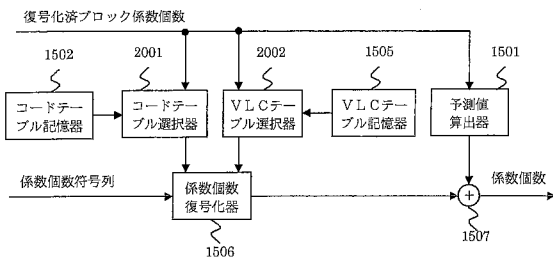 復号化済ブロック係数個数
1502
2001
2002
1505
1501
コードテー
ブル記憶器
コードテー
ブル選択器
VLCテー
ブル選択器
VLCテー
ブル記憶器
予測値
算出器
係数個数符号列
係数個数
復号化器
係数個数
1506
1507